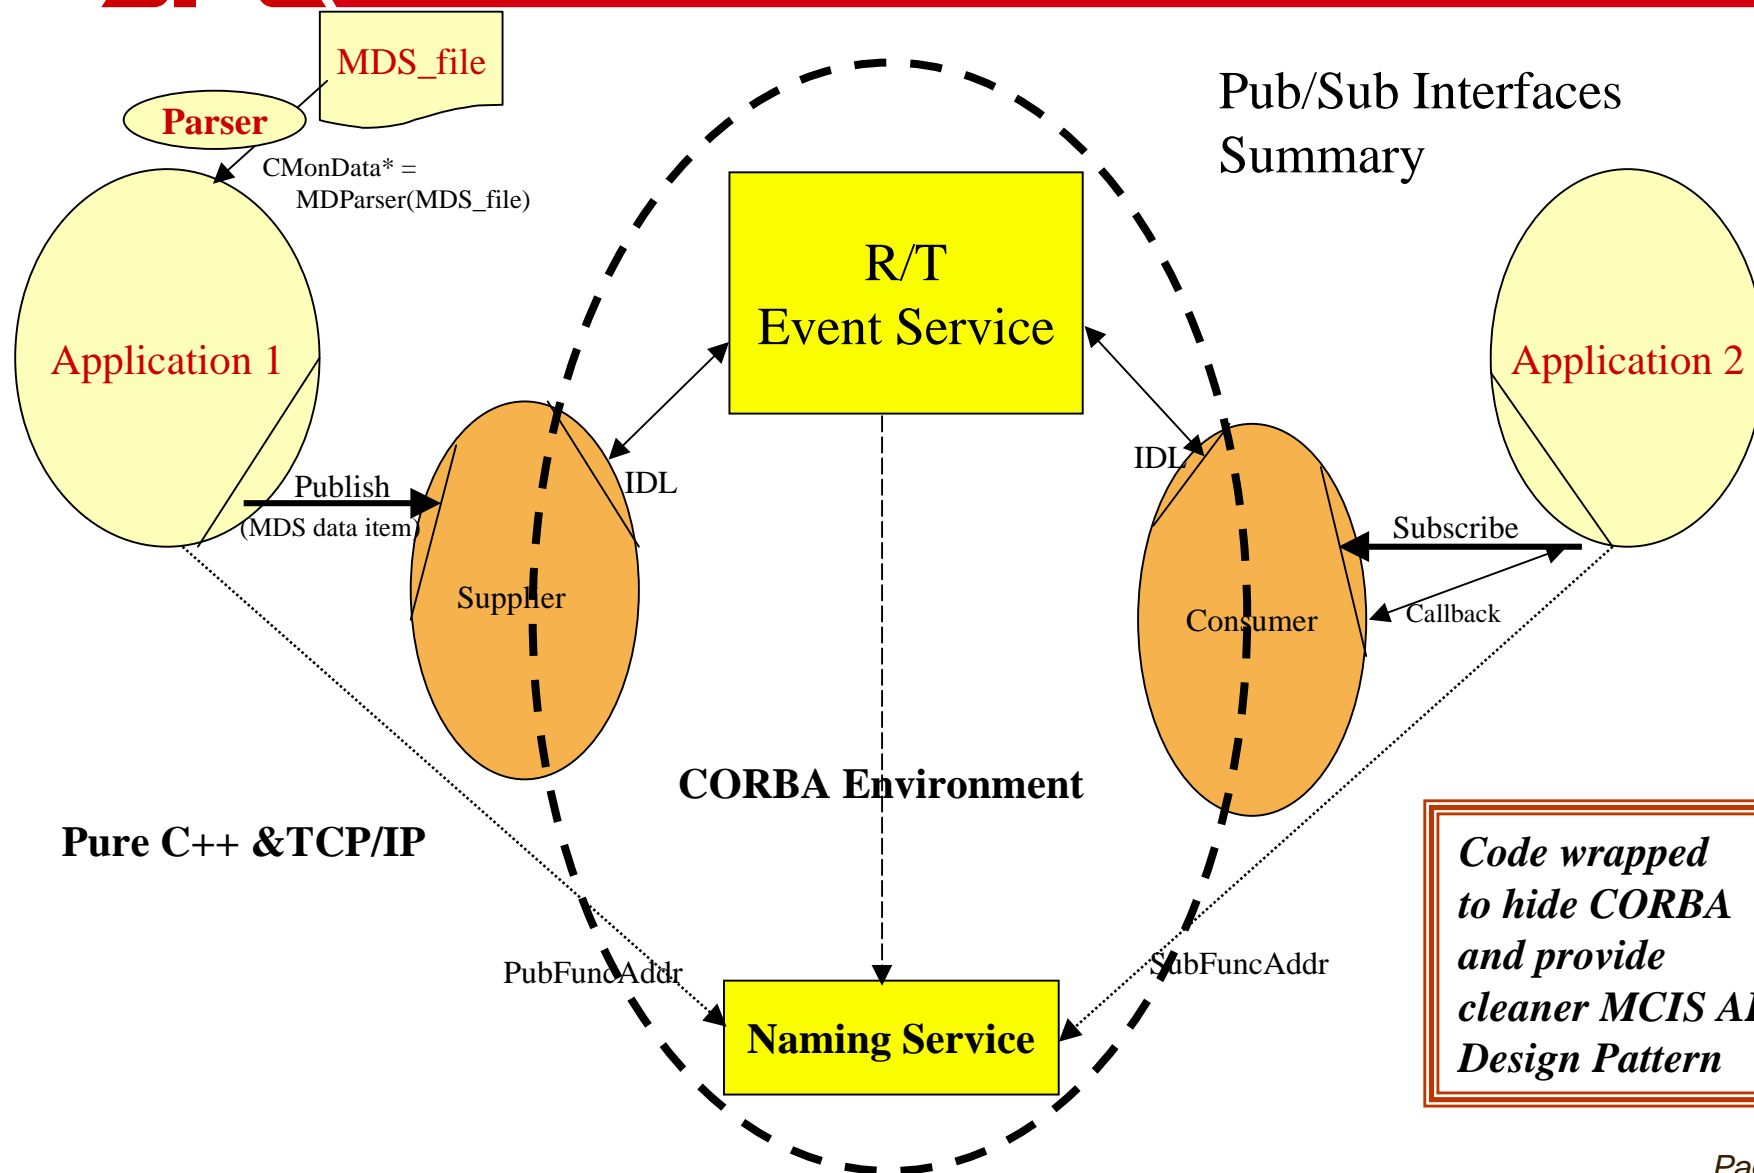 MDS_file
Parser
CMonData* =
MDParser(MDS_file)
Pub/Sub Interfaces
Summary
R/T
Event Service
Application 1
Application 2
IDL
IDL
Publish
(MDS data item)
Subscribe
Callback
Supplier
Consumer
CORBA Environment
Pure C++ &TCP/IP
PubFuncAddr
SubFuncAddr
Naming Service
Code wrapped
to hide CORBA
and provide
cleaner MCIS
Design Pattern